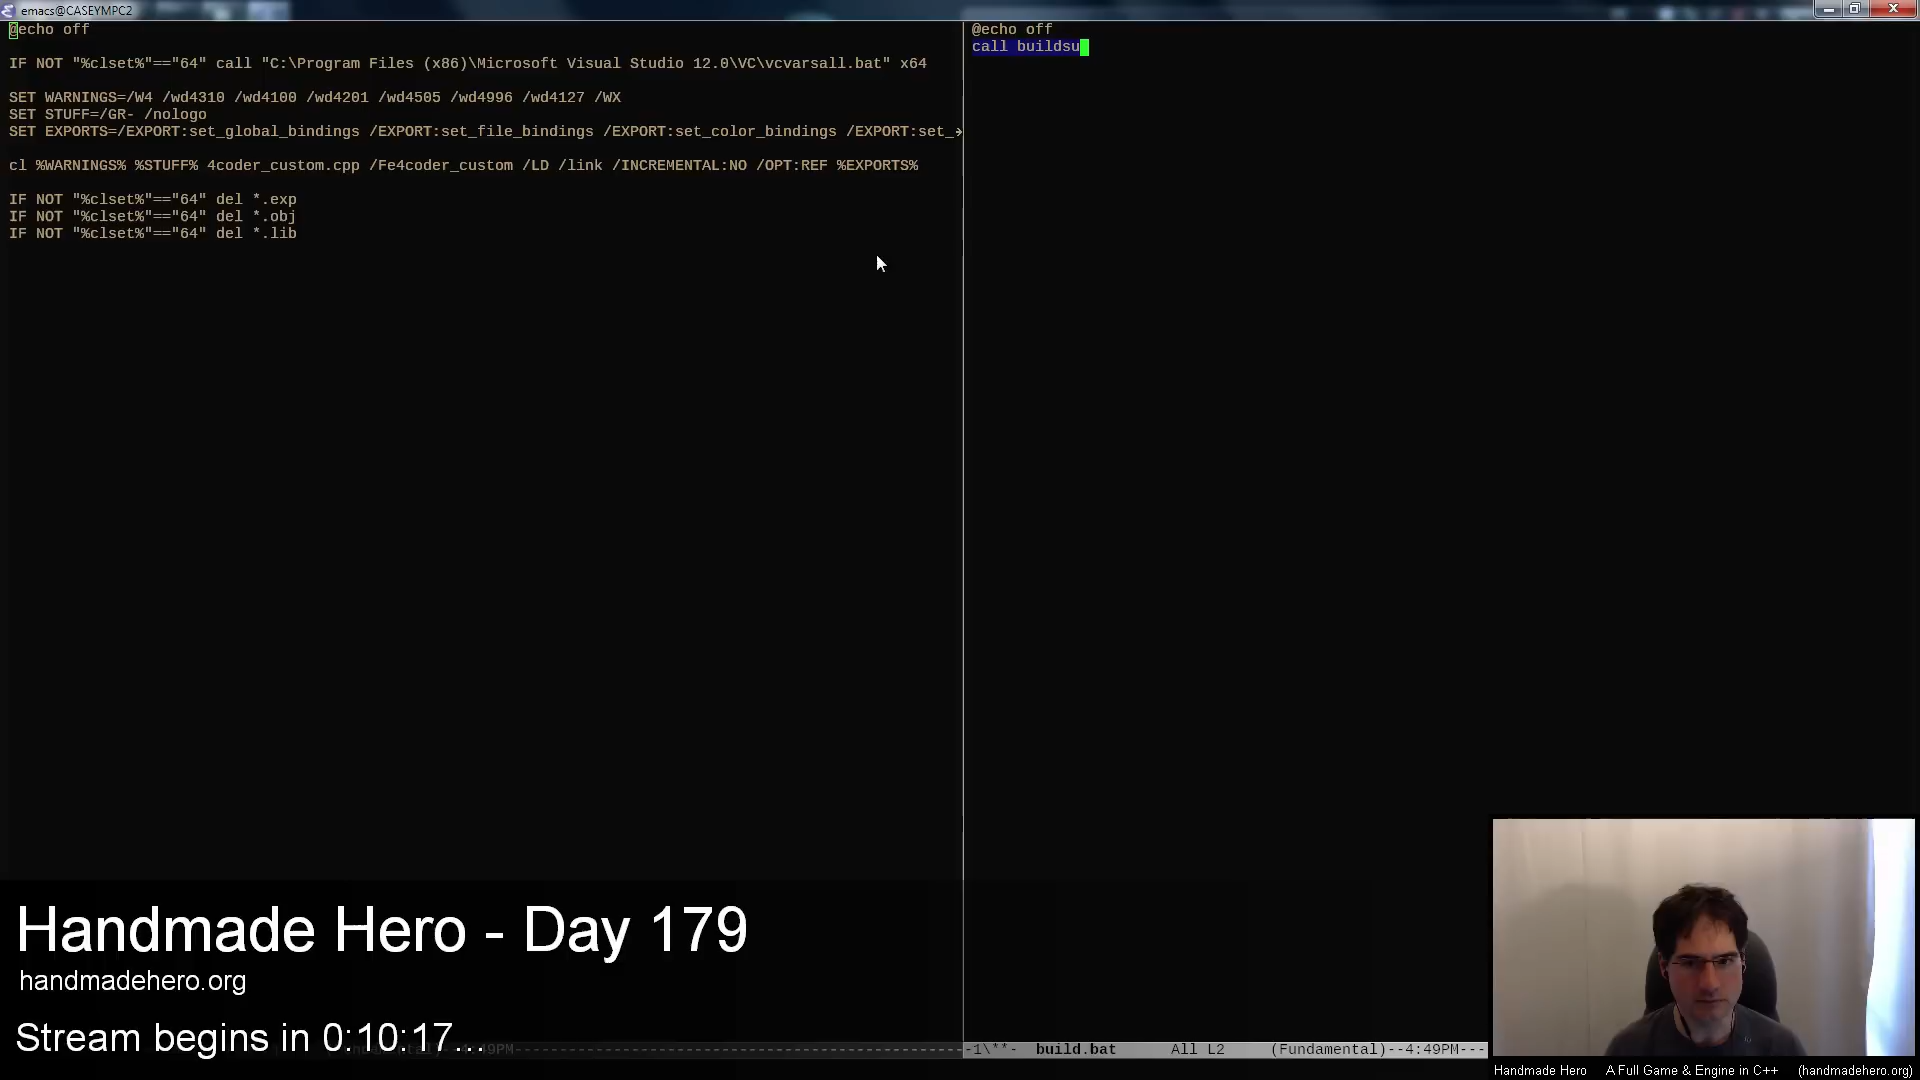 emacs@CASEYMPC2
@echo off
IF NOT "%clset%"=="64" call "C:\Program Files (x86)\Microsoft Visual Studio 12.0\VC\vcvarsall.bat" x64
SET WARNINGS=/W4 /wd4310 /wd4100 /wd4201 /wd4505 /wd4996 /wd4127 /WX
SET STUFF=/GR- /nologo
SET EXPORTS=/EXPORT:set_global_bindings /EXPORT:set_file_bindings /EXPORT:set_color_bindings /EXPORT:set_
cl %WARNINGS% %STUFF% 4coder_custom.cpp /Fe4coder_custom /LD /link /INCREMENTAL:NO /OPT:REF %EXPORTS%
IF NOT "%clset%"=="64" del *.exp
IF NOT "%clset%"=="64" del *.obj
IF NOT "%clset%"=="64" del *.lib
@echo off
call buildsu
Handmade Hero - Day 179
handmadehero.org
Stream begins in 0:10:17...
-1\**- build.bat All L2 (Fundamental)--4:49PM---
Handmade Hero A Full Game & Engine in C++ (handmadehero.org)